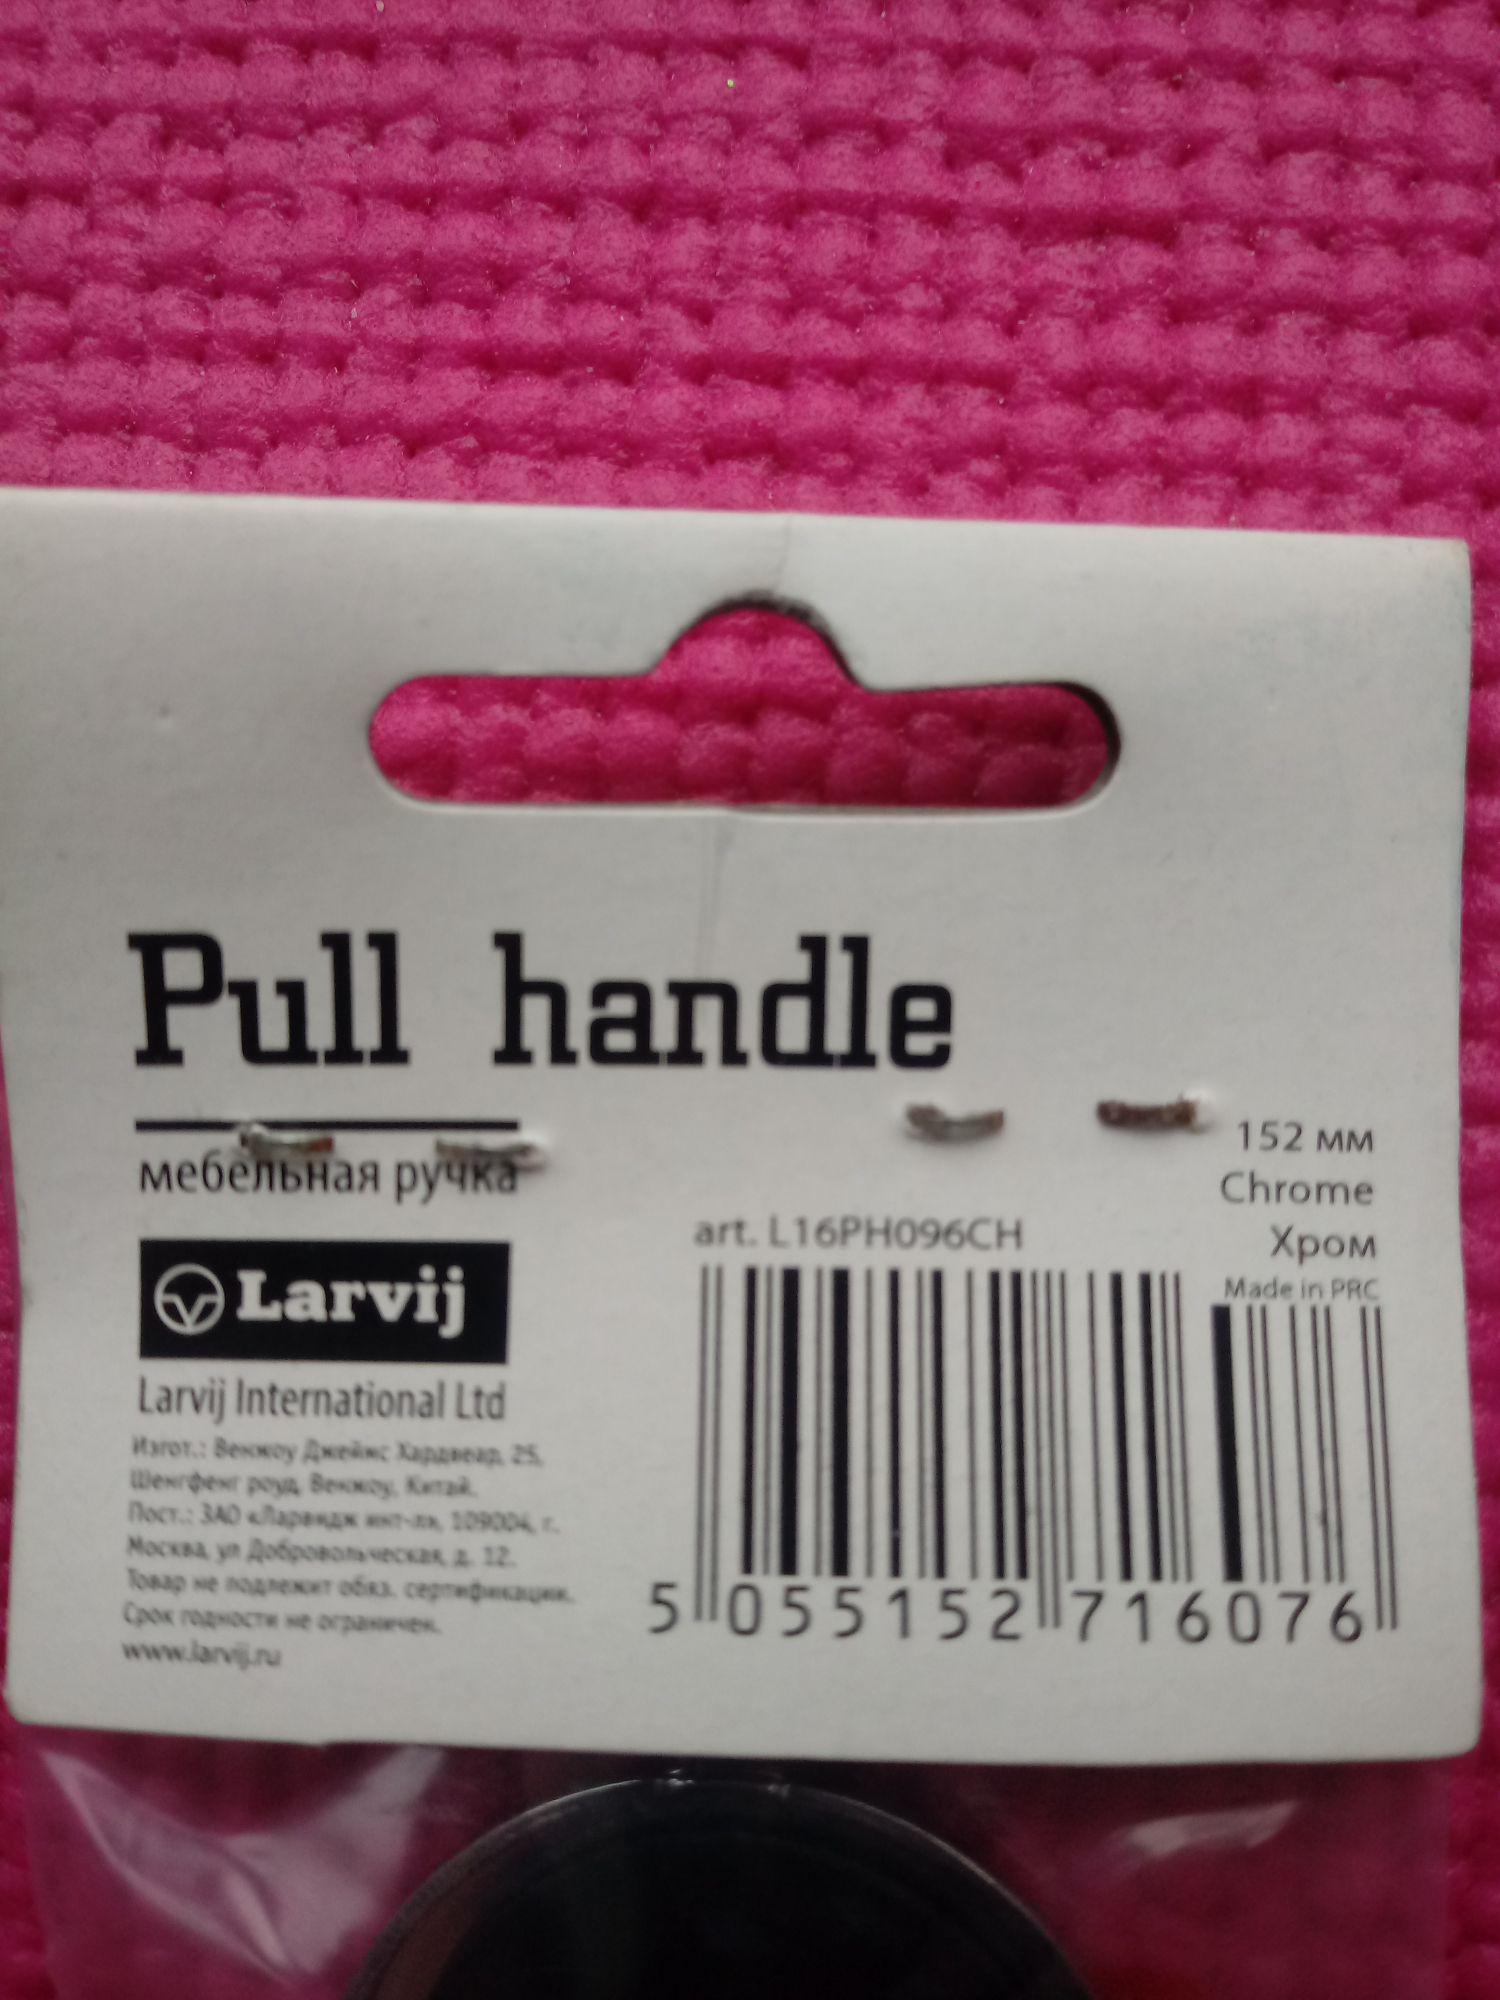 Pull handle
мебельная ручка
152 мм
Chrome
Хром
Made in PRC
art. L16PH096CH
5 055152 716076
Larvij
Larvij International Ltd
Изгот.: Венжоу Джеймс Хардвеар, 25,
Шенгфенг роуд, Венжоу, Китай.
Пост.: ЗАО «Ларвидж инт-л», 109004, г.
Москва, ул Добровольческая, д. 12.
Товар не подлежит обяз. сертификации.
Срок годности не ограничен.
www.larvij.ru